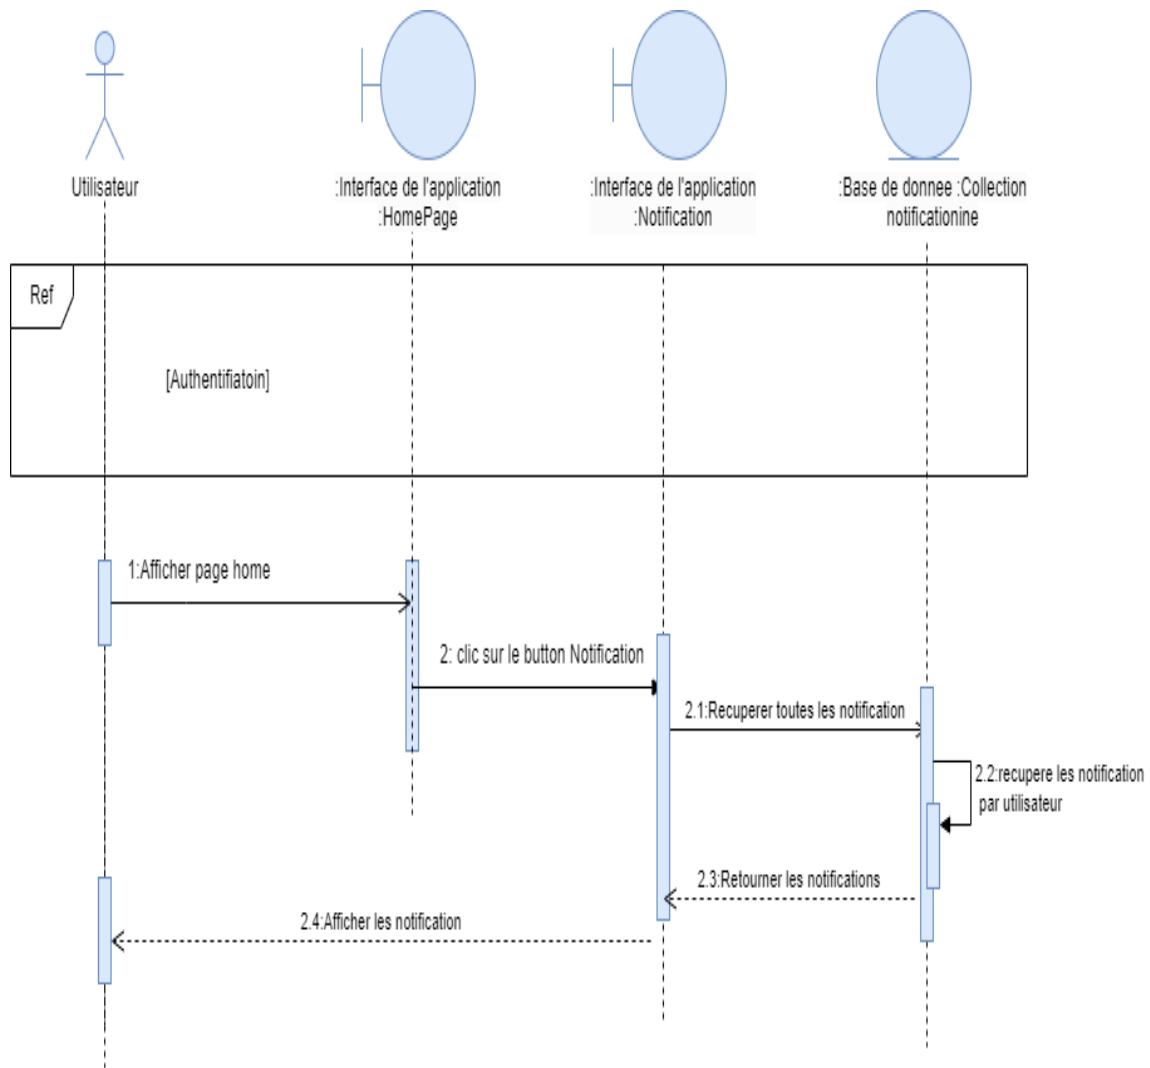 Utilisateur
:Interface de l'application
:HomePage
:Interface de l'application
:Notification
:Base de donnee :Collection
notificationine
Ref
[Authentifiatoin]
1:Afficher page home
2: clic sur le button Notification
2.1:Recuperer toutes les notification
2.2:recupere les notification
par utilisateur
2.3:Retourner les notifications
2.4:Afficher les notification